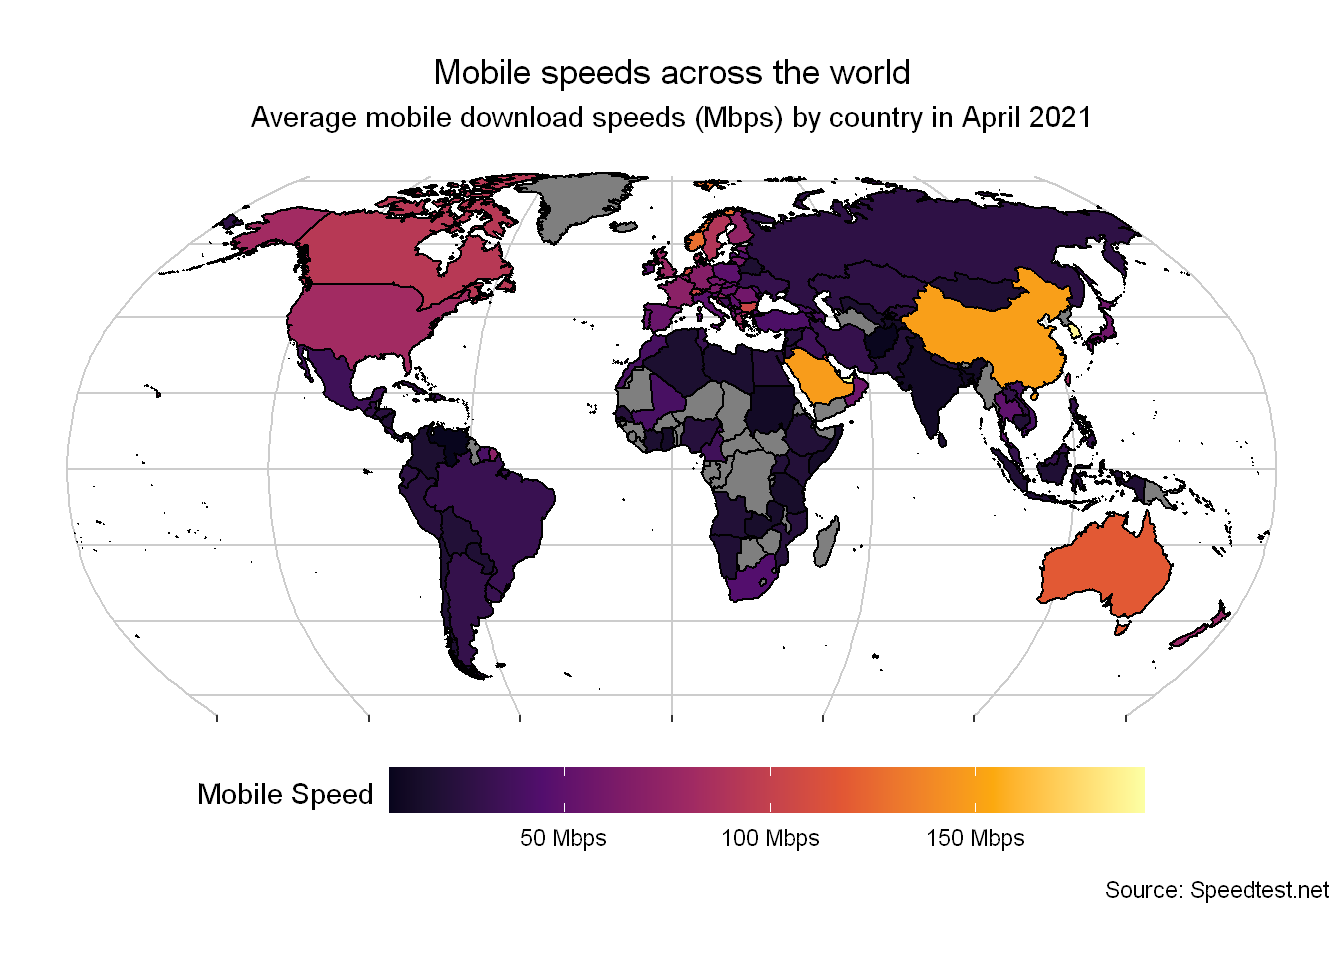 Mobile speeds across the world
Average mobile download speeds (Mbps) by country in April 2021
Mobile Speed
50 Mbps 100 Mbps 150 Mbps
Source: Speedtest.net